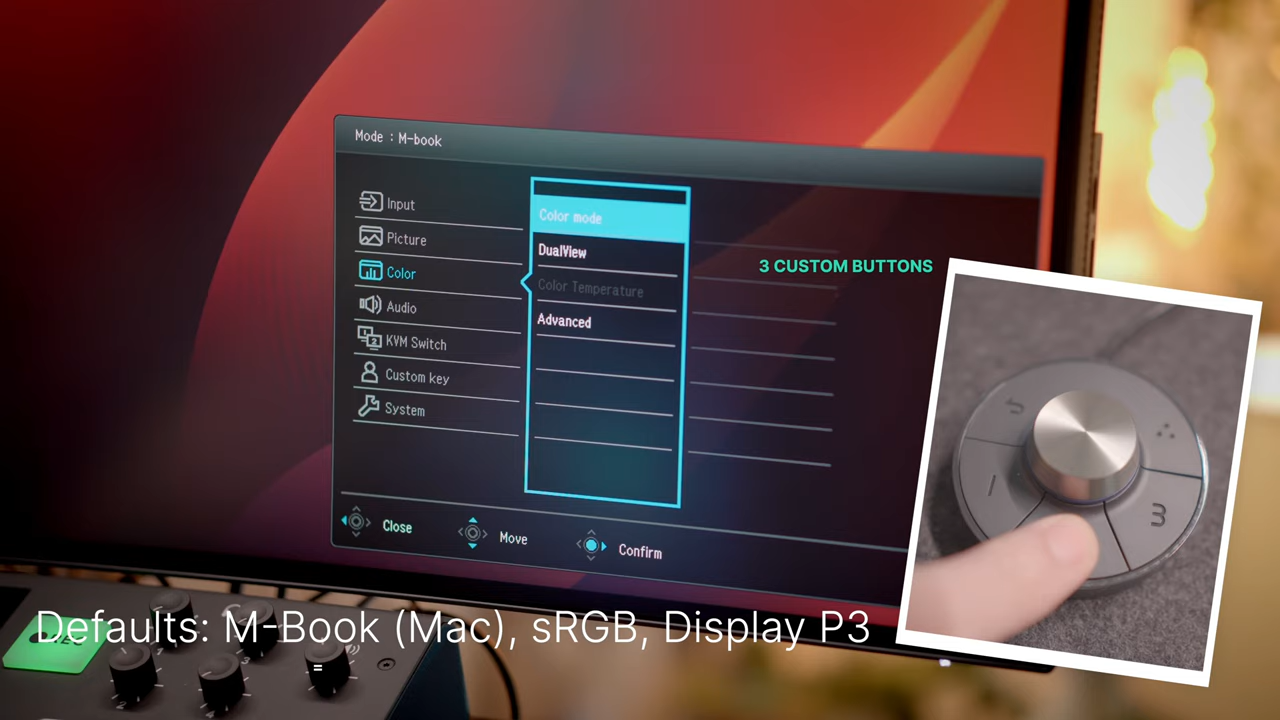 Mode : M-book
Input
Picture
Color
Audio
KVM Switch
Custom key
System
Color mode
DualView
Color Temperature
Advanced
Close
Move
Confirm
3 CUSTOM BUTTONS
1
3
Defaults: M-Book (Mac), sRGB, Display P3